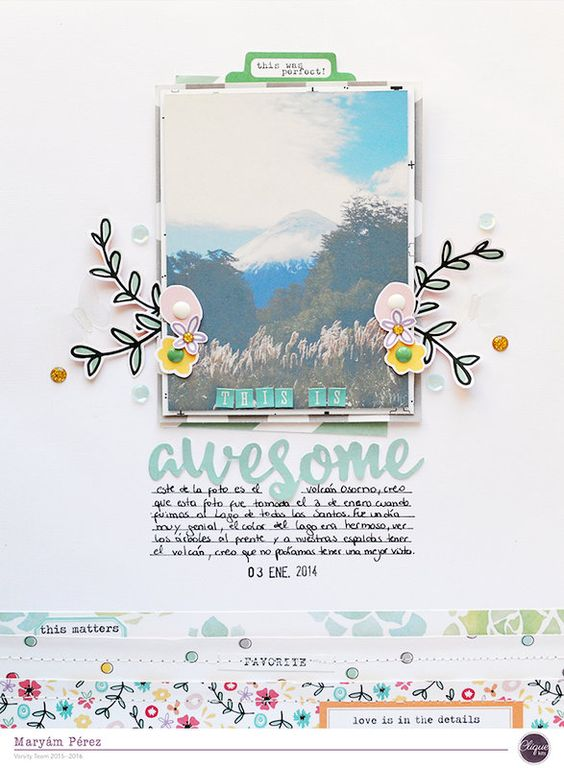 this was
perfect!
THIS IS
awesome
este de la foto es el volcán Osorno, creo
que esta foto fue tomada el 3 de enero cuando
fuimos al Lago de todos los Santos. Fue un día
muy genial, el color del lago era hermoso, ver
los árboles al frente y a nuestras espaldas tener
el volcán, creo que no podíamos tener una mejor vista.
03 ENE. 2014
this matters
FAVORITE
love is in the details
Maryám Pérez
Varsity Team 2015-2016
Clique
kits